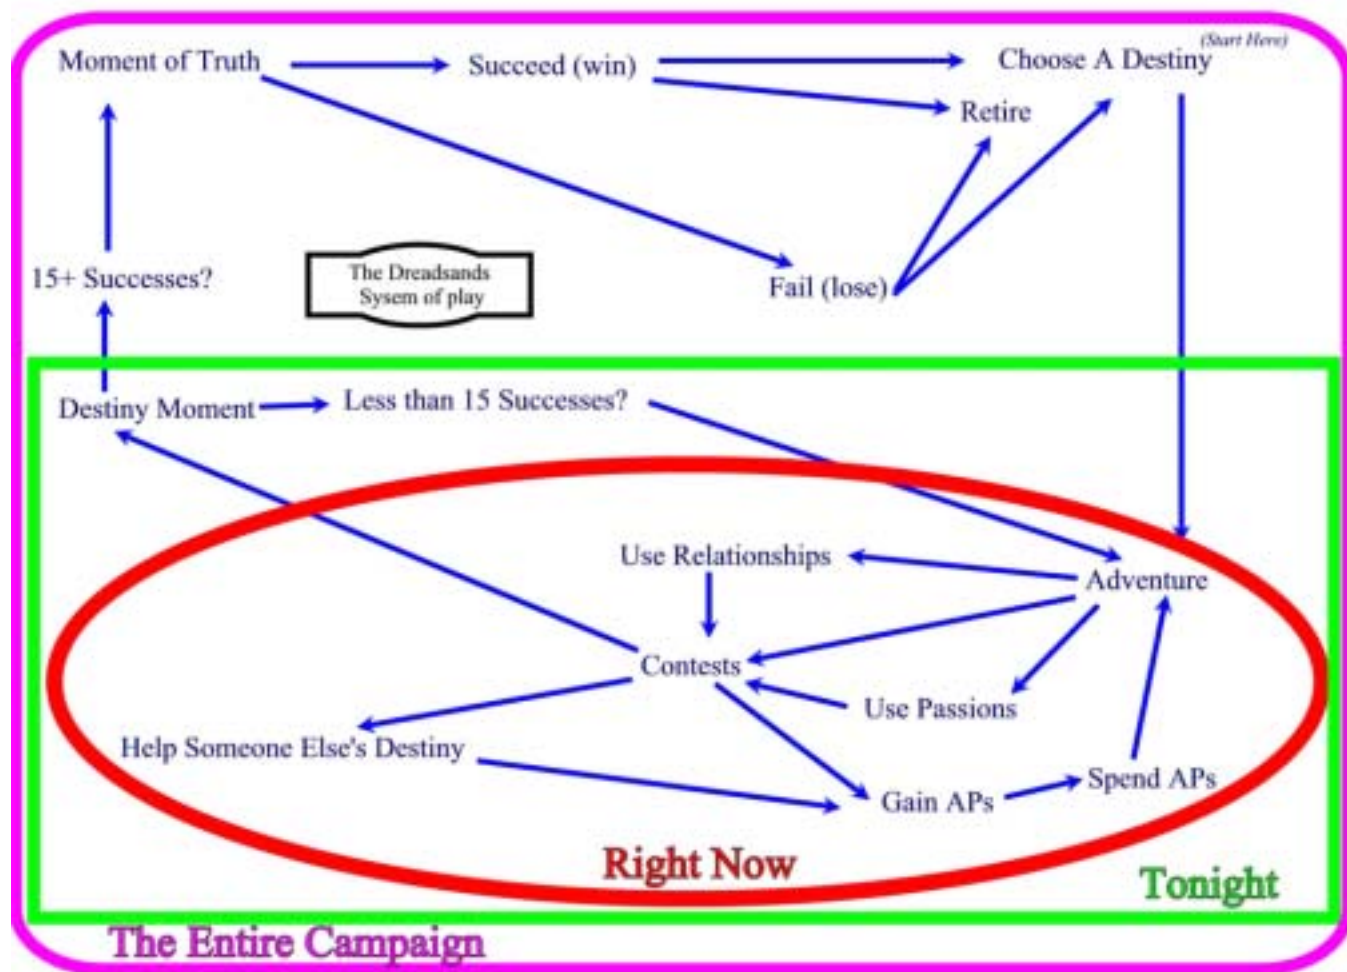 (Start Here)
Moment of Truth
Succeed (win)
Choose A Destiny
Retire
15+ Successes?
The Dreadsands
Sysem of play
Fail (lose)
Destiny Moment
Less than 15 Successes?
Use Relationships
Adventure
Contests
Use Passions
Help Someone Else's Destiny
Gain APs
Spend APs
Right Now
Tonight
The Entire Campaign